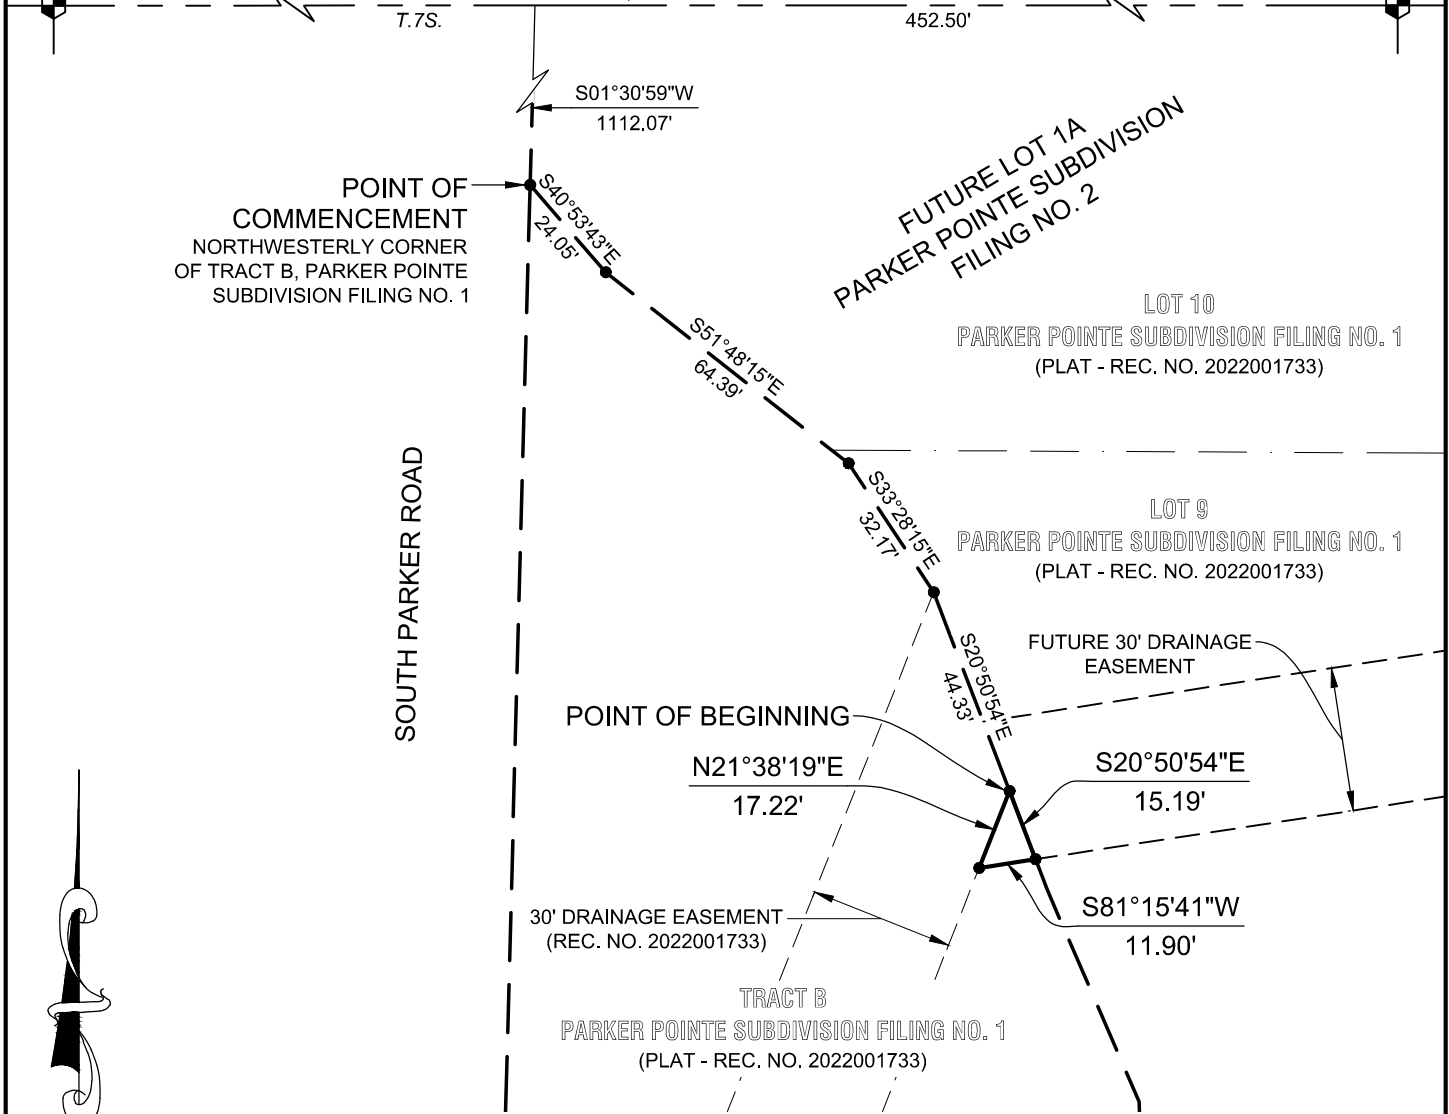 T.7S.
452.50'
S01°30'59"W
1112.07'
POINT OF
COMMENCEMENT
NORTHWESTERLY CORNER
OF TRACT B, PARKER POINTE
SUBDIVISION FILING NO. 1
S40°53'43"E
24.05'
FUTURE LOT 1A
PARKER POINTE SUBDIVISION
FILING NO. 2
LOT 10
PARKER POINTE SUBDIVISION FILING NO. 1
(PLAT - REC. NO. 2022001733)
S51°48'15"E
64.39'
SOUTH PARKER ROAD
S33°28'15"E
32.17'
LOT 9
PARKER POINTE SUBDIVISION FILING NO. 1
(PLAT - REC. NO. 2022001733)
S20°50'54"E
44.33'
FUTURE 30' DRAINAGE
EASEMENT
POINT OF BEGINNING
N21°38'19"E
17.22'
S20°50'54"E
15.19'
S81°15'41"W
11.90'
30' DRAINAGE EASEMENT
(REC. NO. 2022001733)
TRACT B
PARKER POINTE SUBDIVISION FILING NO. 1
(PLAT - REC. NO. 2022001733)